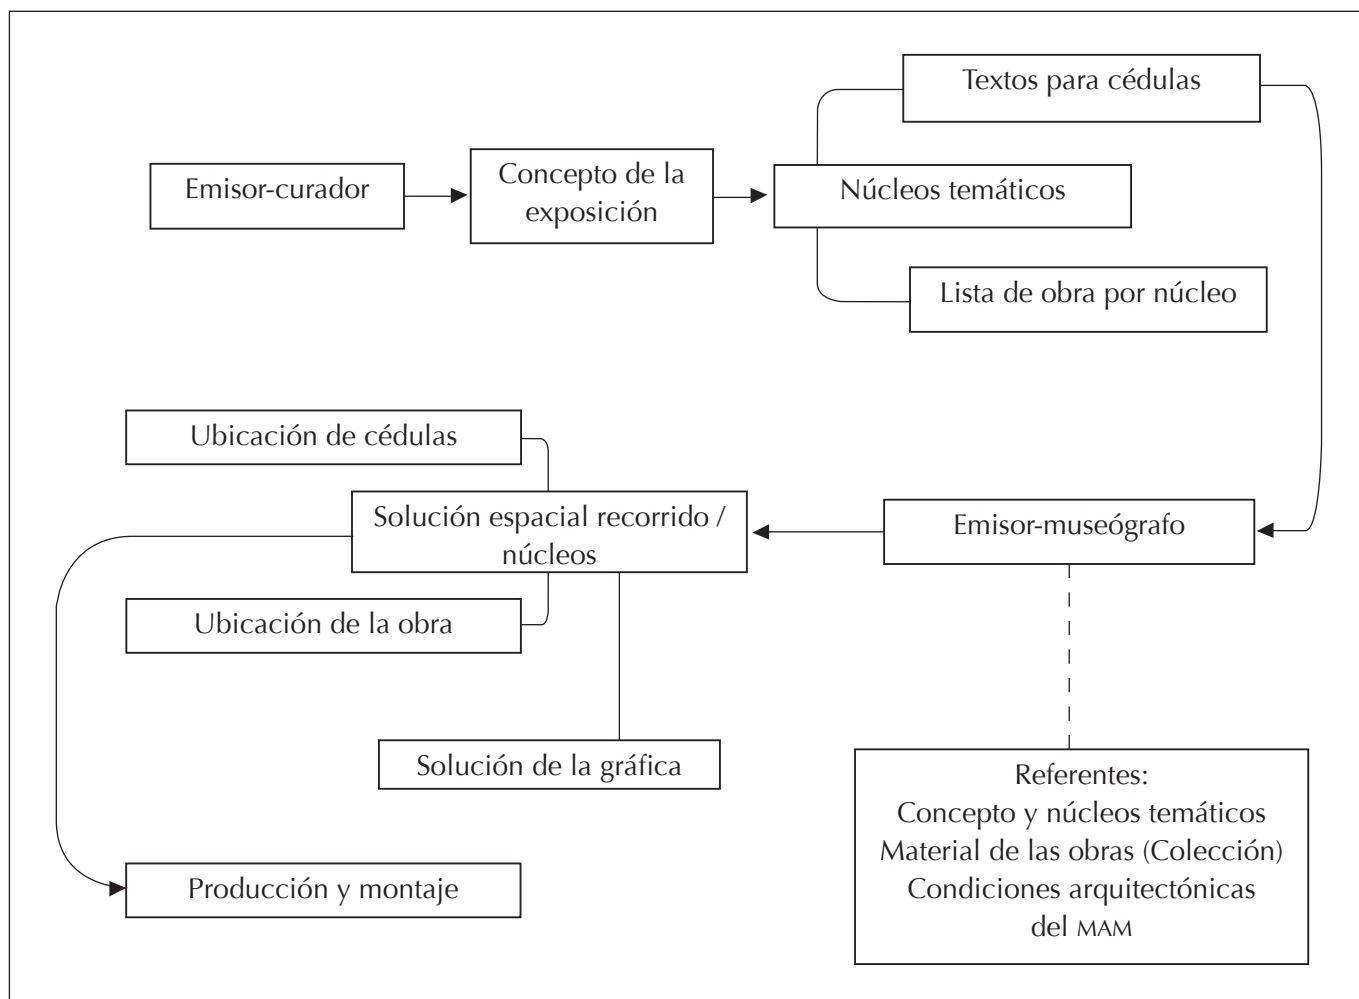 Textos para cédulas
Emisor-curador
Concepto de la
exposición
Núcleos temáticos
Lista de obra por núcleo
Ubicación de cédulas
Solución espacial recorrido /
núcleos
Emisor-museógrafo
Ubicación de la obra
Solución de la gráfica
Referentes:
Concepto y núcleos temáticos
Material de las obras (Colección)
Condiciones arquitectónicas
del MAM
Producción y montaje